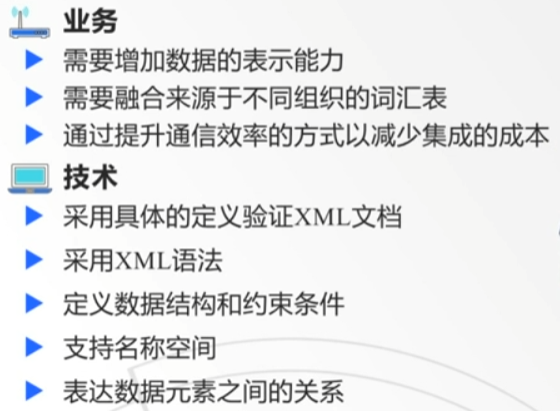 业务
需要增加数据的表示能力
需要融合来源于不同组织的词汇表
通过提升通信效率的方式以减少集成的成本
技术
采用具体的定义验证XML文档
采用XML语法
定义数据结构和约束条件
支持名称空间
表达数据元素之间的关系